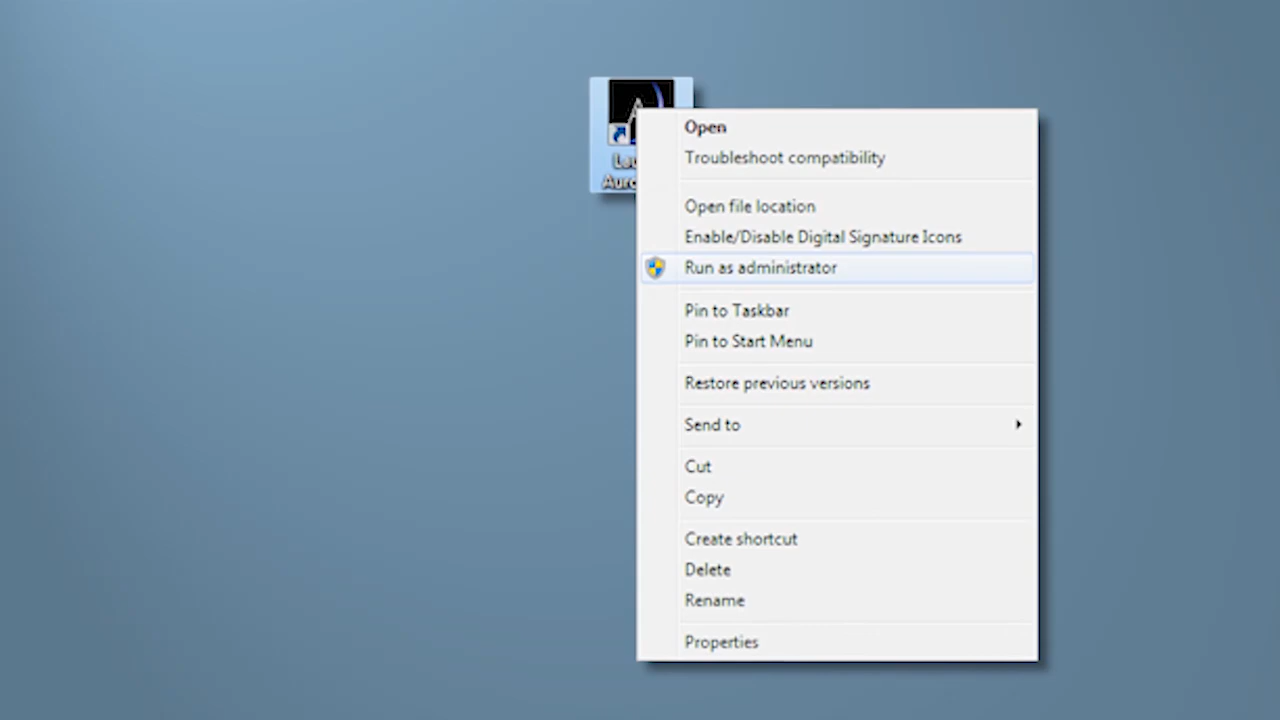 Open
Troubleshoot compatibility
Open file location
Enable/Disable Digital Signature Icons
Run as administrator
Pin to Taskbar
Pin to Start Menu
Restore previous versions
Send to
Cut
Copy
Create shortcut
Delete
Rename
Properties